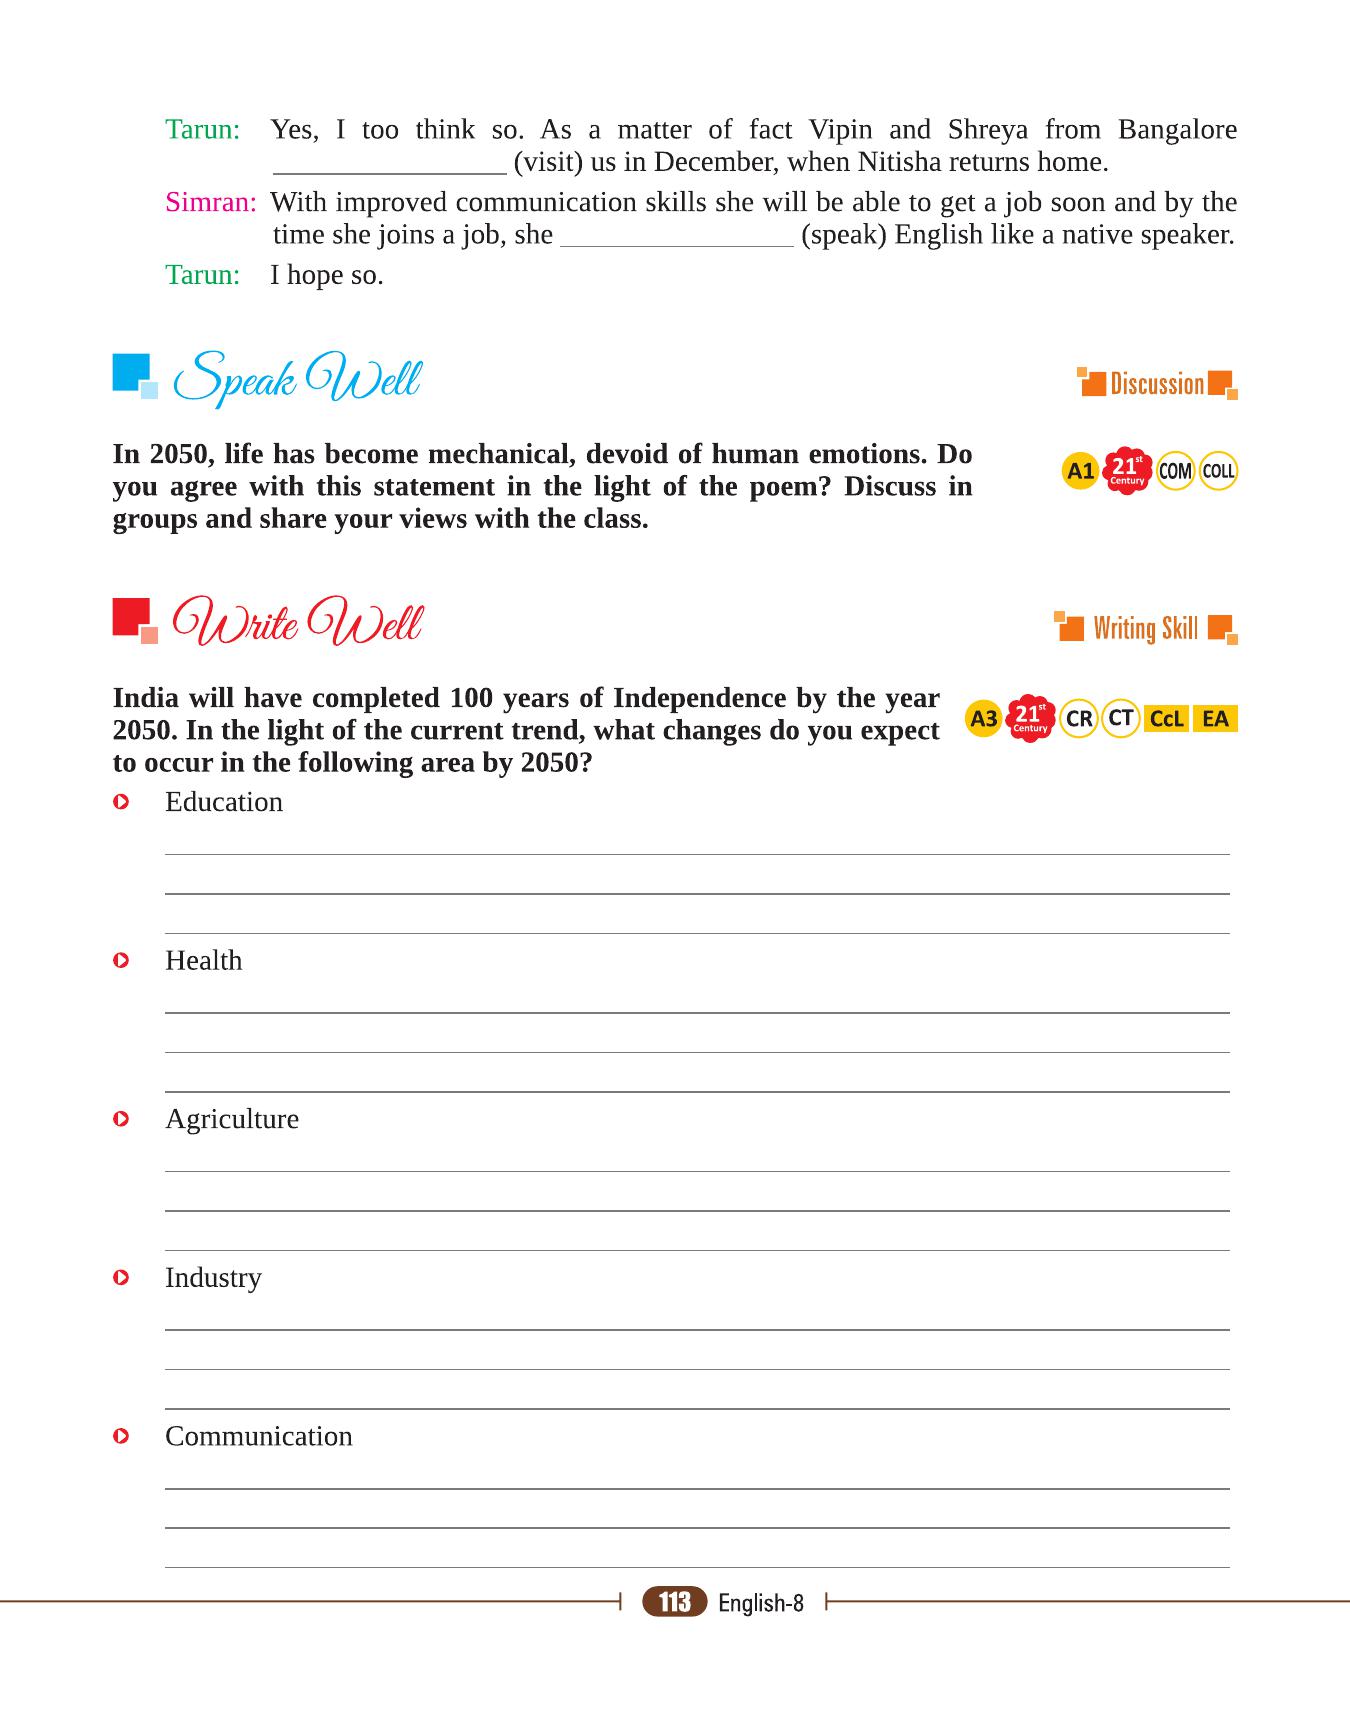 Tarun: Yes, I too think so. As a matter of fact Vipin and Shreya from Bangalore
________________ (visit) us in December, when Nitisha returns home.
Simran: With improved communication skills she will be able to get a job soon and by the
time she joins a job, she ________________ (speak) English like a native speaker.
Tarun: I hope so.
Speak Well
Discussion
In 2050, life has become mechanical, devoid of human emotions. Do
you agree with this statement in the light of the poem? Discuss in
groups and share your views with the class.
A1 21st Century COM COLL
Write Well
Writing Skill
India will have completed 100 years of Independence by the year
2050. In the light of the current trend, what changes do you expect
to occur in the following area by 2050?
A3 21st Century CR CT CcL EA
Education
Health
Agriculture
Industry
Communication
113 English-8